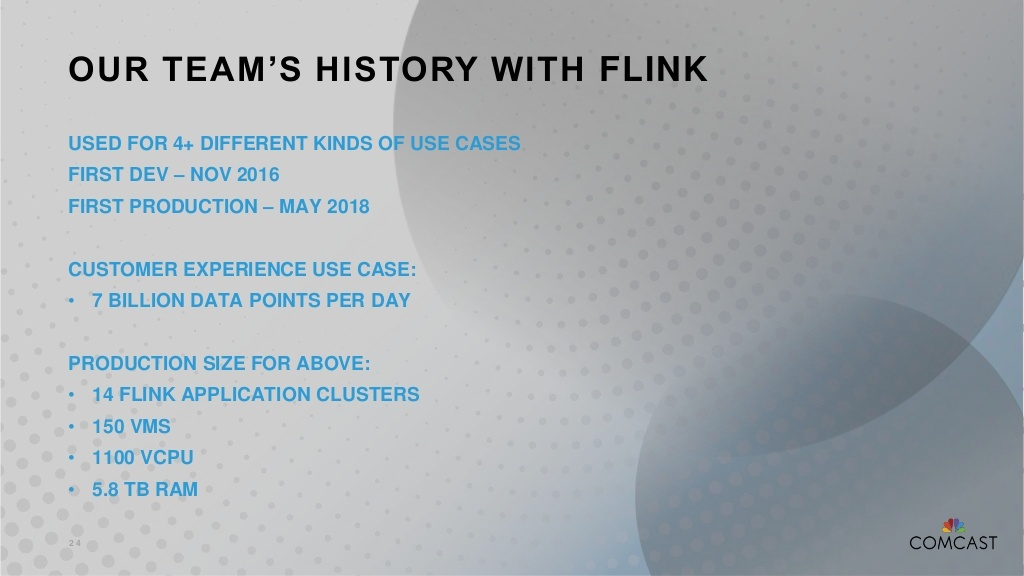 OUR TEAM’S HISTORY WITH FLINK
USED FOR 4+ DIFFERENT KINDS OF USE CASES
FIRST DEV – NOV 2016
FIRST PRODUCTION – MAY 2018
CUSTOMER EXPERIENCE USE CASE:
• 7 BILLION DATA POINTS PER DAY
PRODUCTION SIZE FOR ABOVE:
• 14 FLINK APPLICATION CLUSTERS
• 150 VMS
• 1100 VCPU
• 5.8 TB RAM
24
COMCAST